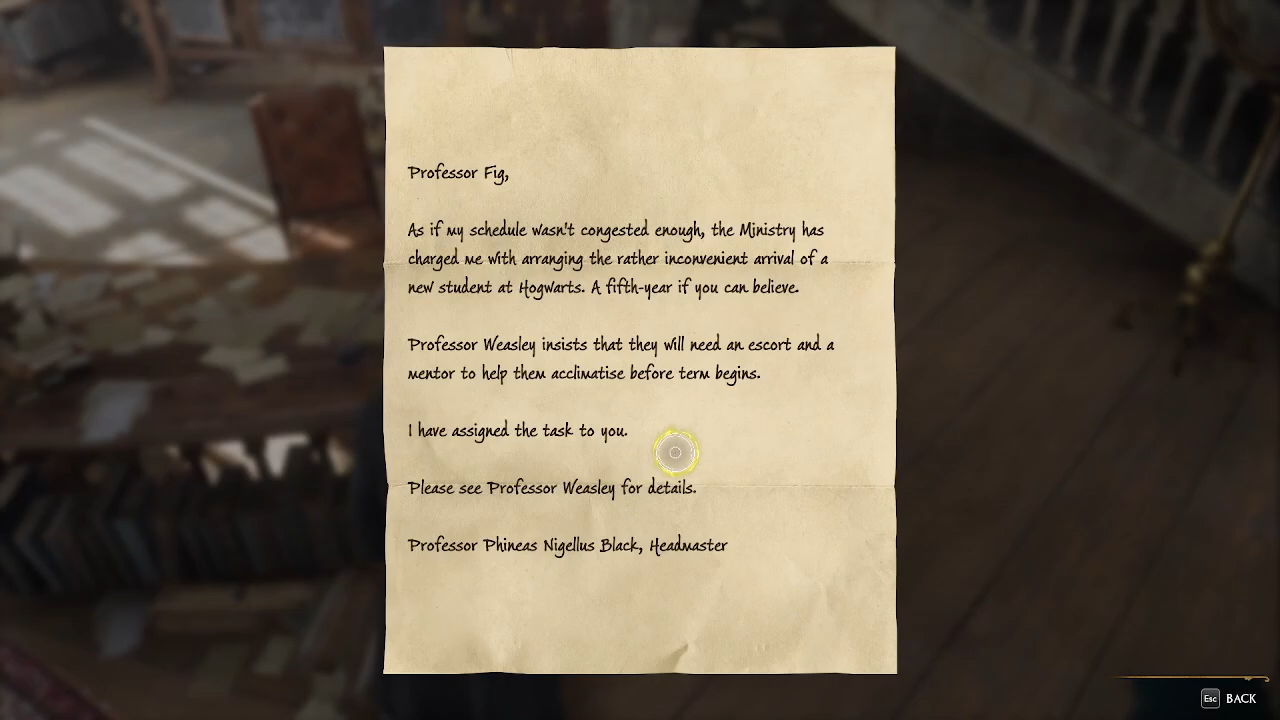 Professor Fig,
As if my schedule wasn't congested enough, the Ministry has
charged me with arranging the rather inconvenient arrival of a
new student at Hogwarts. A fifth-year if you can believe.
Professor Weasley insists that they will need an escort and a
mentor to help them acclimatise before term begins.
I have assigned the task to you.
Please see Professor Weasley for details.
Professor Phineas Nigellus Black, Headmaster
Esc BACK